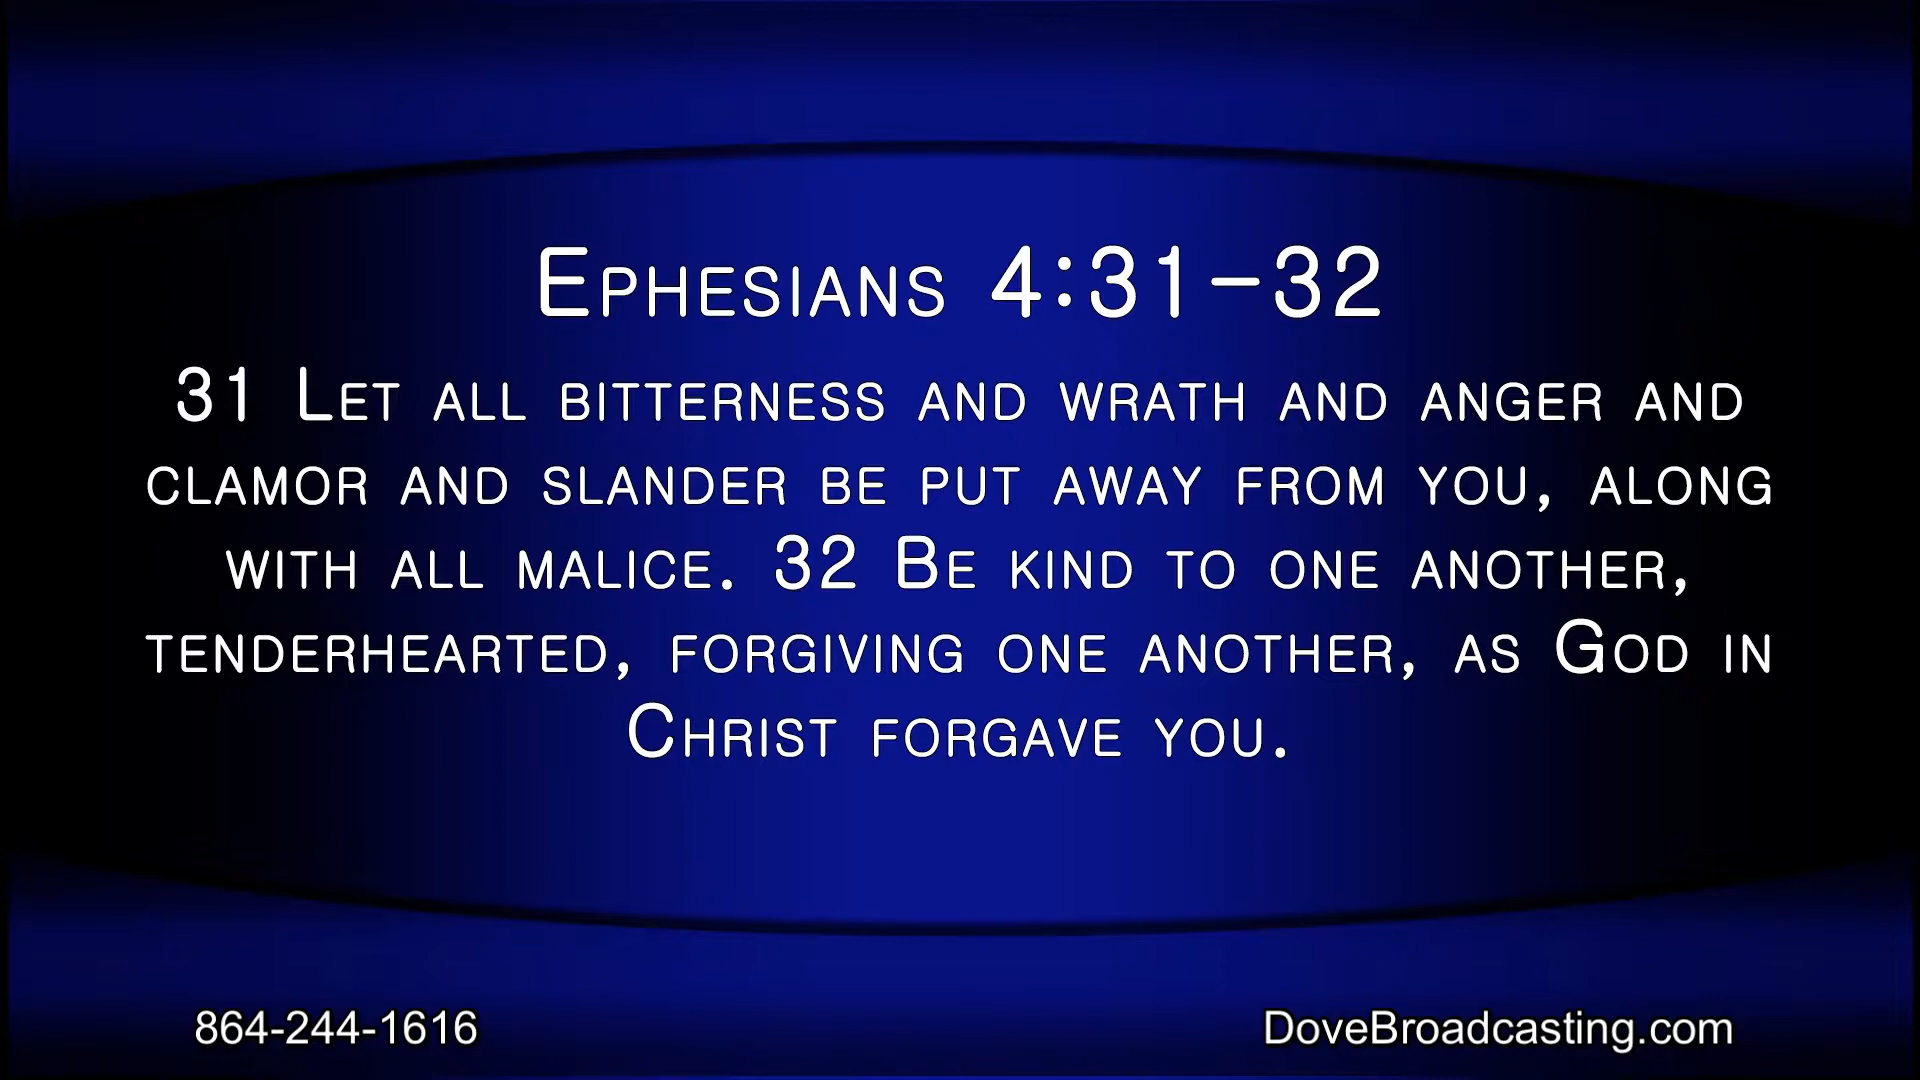 Ephesians 4:31-32
31 Let all bitterness and wrath and anger and
clamor and slander be put away from you, along
with all malice. 32 Be kind to one another,
tenderhearted, forgiving one another, as God in
Christ forgave you.
864-244-1616
DoveBroadcasting.com